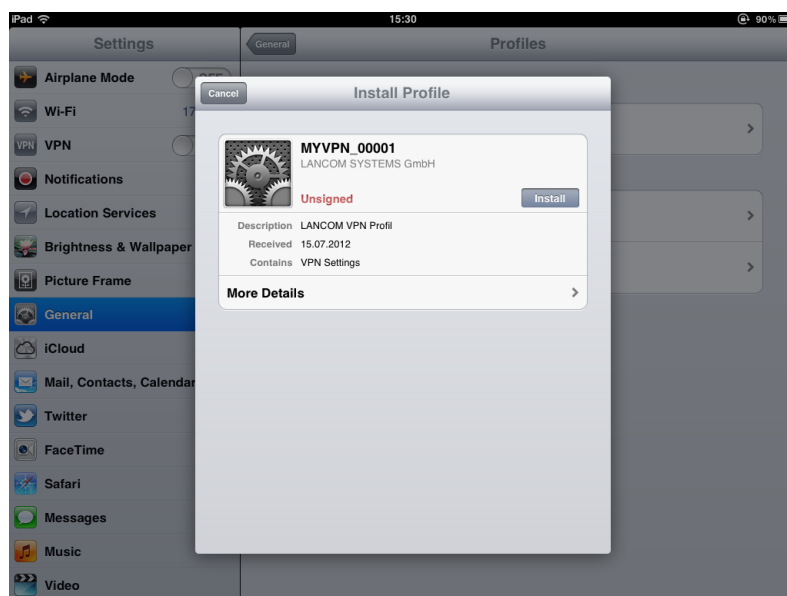 iPad 15:30 90%
Settings
General
Profiles
Airplane Mode OFF
Wi-Fi 17
VPN VPN
Notifications
Location Services
Brightness & Wallpaper
Picture Frame
General
iCloud
Mail, Contacts, Calendar
Twitter
FaceTime
Safari
Messages
Music
Video
Cancel Install Profile
MYVPN_00001
LANCOM SYSTEMS GmbH
Unsigned Install
Description LANCOM VPN Profil
Received 15.07.2012
Contains VPN Settings
More Details